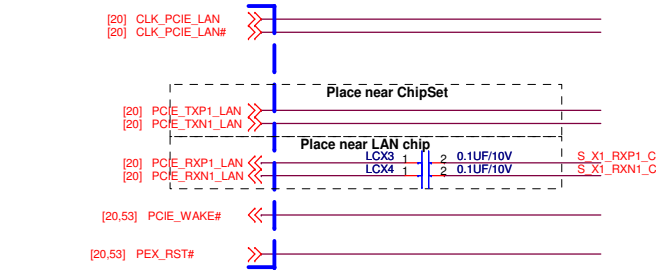 [20] CLK_PCIE_LAN
[20] CLK_PCIE_LAN#
Place near ChipSet
[20] PCIE_TXP1_LAN
[20] PCIE_TXN1_LAN
Place near LAN chip
[20] PCIE_RXP1_LAN LCX3 1 2 0.1UF/10V S_X1_RXP1_C
[20] PCIE_RXN1_LAN LCX4 1 2 0.1UF/10V S_X1_RXN1_C
[20,53] PCIE_WAKE#
[20,53] PEX_RST#